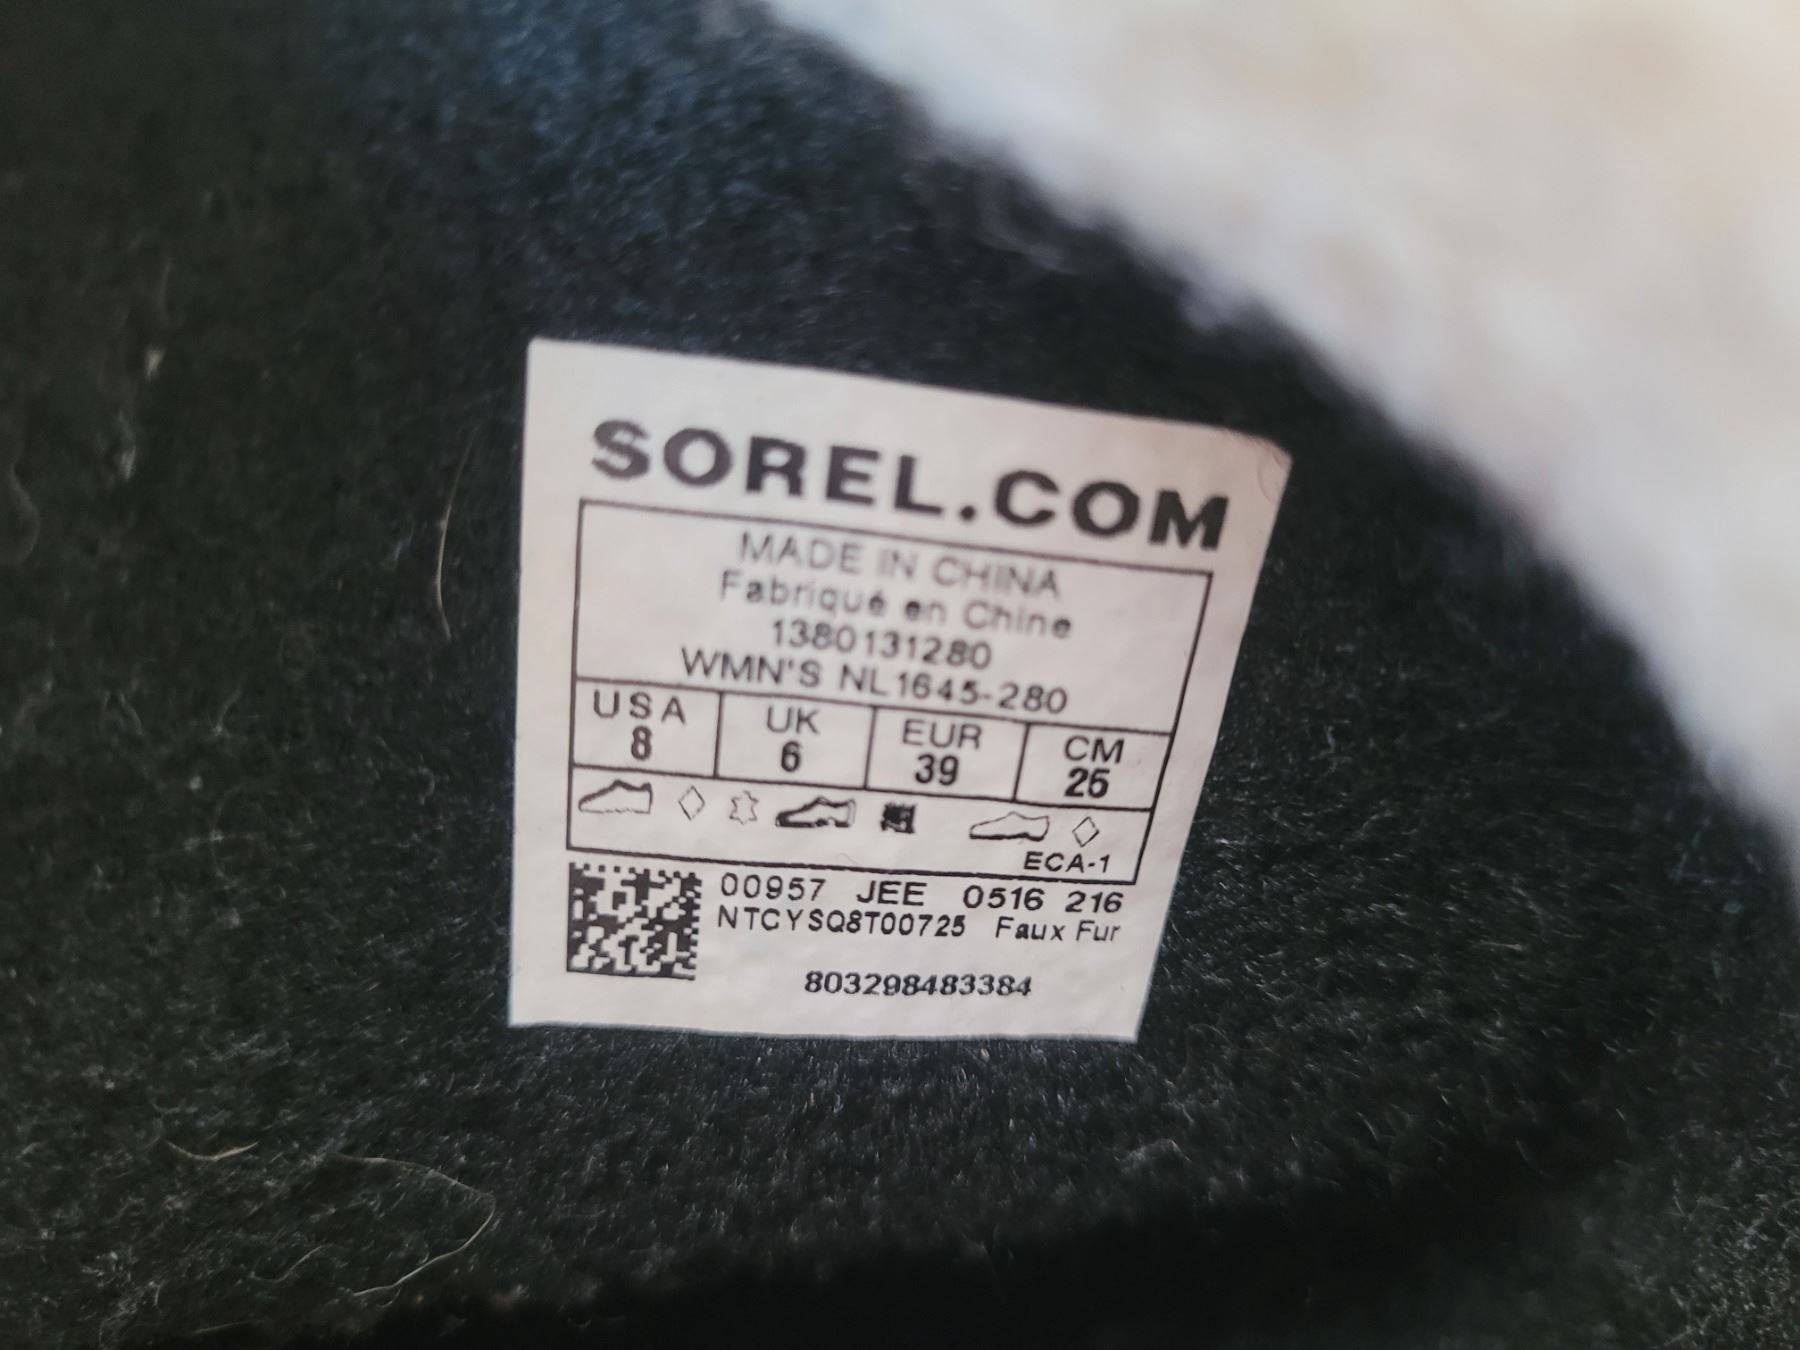 SOREL.COM
MADE IN CHINA
Fabriqué en Chine
1380131280
WMN'S NL1645-280
USA UK EUR CM
8 6 39 25
ECA-1
00957 JEE 0516 216
NTCYSQ8T00725 Faux Fur
803298483384